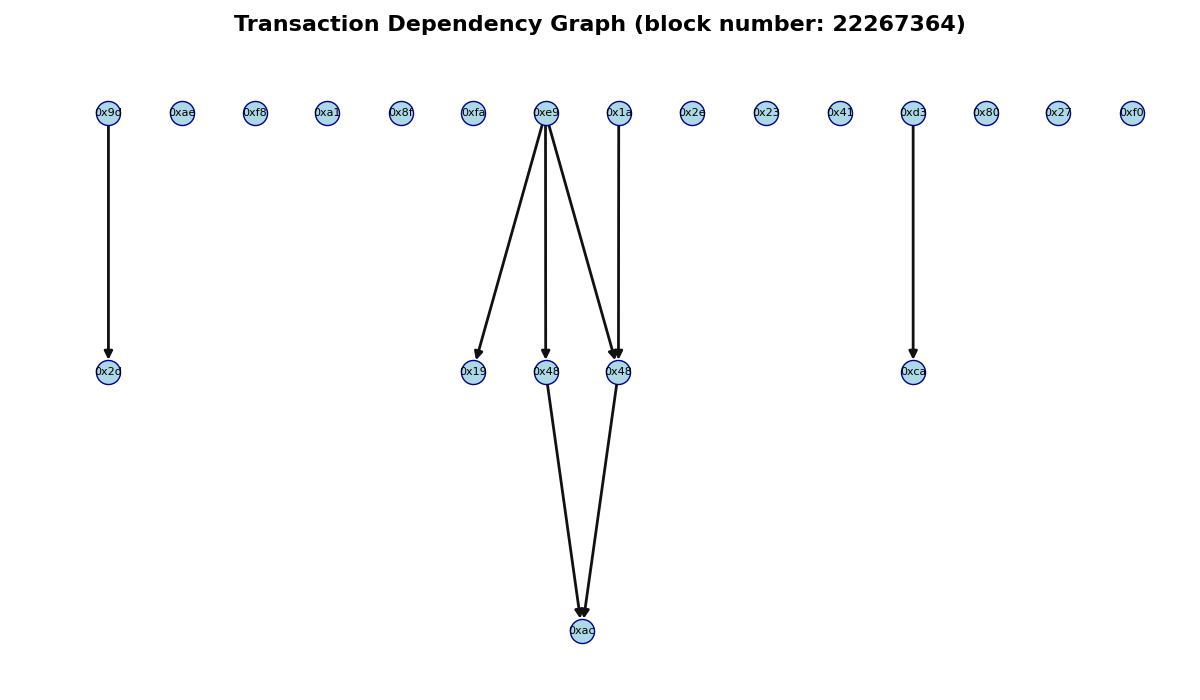 Transaction Dependency Graph (block number: 22267364)
0x9d 0xae 0xf8 0xa1 0x8f 0xfa 0xe9 0x1a 0x2e 0x23 0x41 0xd3 0x80 0x27 0xf0
0x2d 0x19 0x48 0x48 0xca
0xac